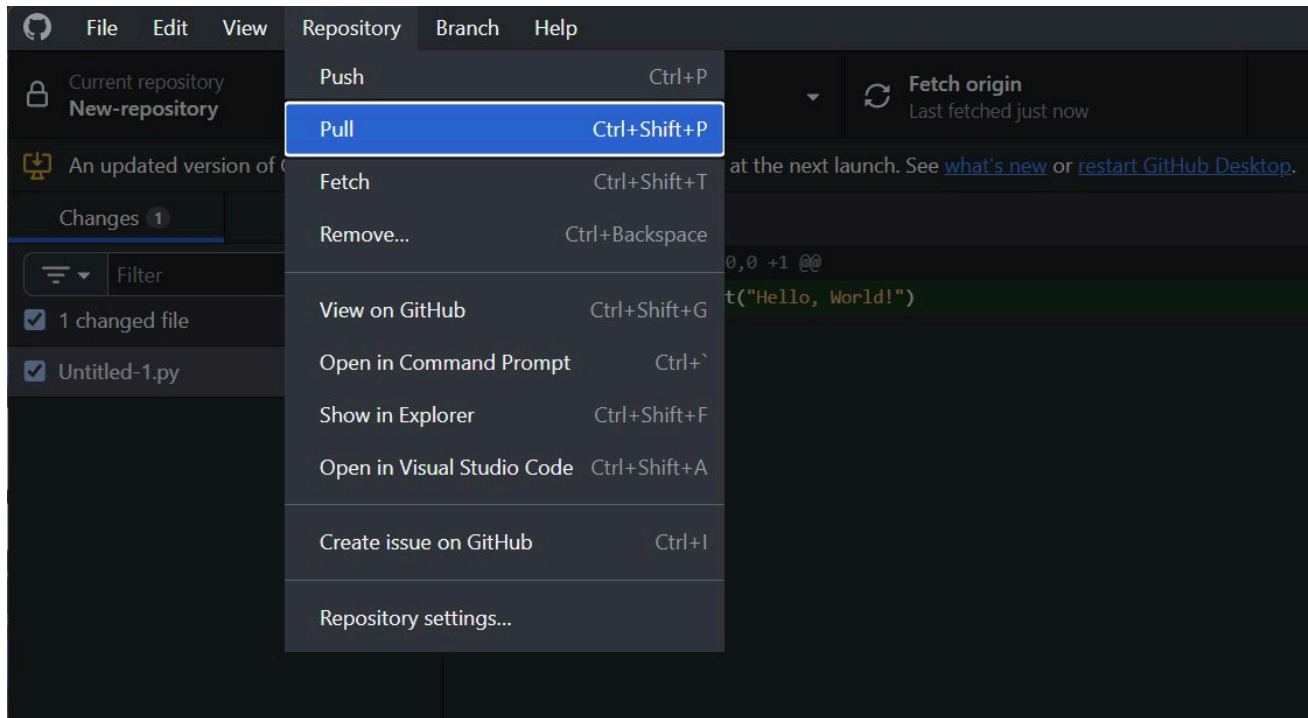 File Edit View Repository Branch Help
Current repository
New-repository
Fetch origin
Last fetched just now
An updated version of
at the next launch. See what's new or restart GitHub Desktop.
Changes 1
Filter
1 changed file
Untitled-1.py
Push Ctrl+P
Pull Ctrl+Shift+P
Fetch Ctrl+Shift+T
Remove... Ctrl+Backspace
View on GitHub Ctrl+Shift+G
Open in Command Prompt Ctrl+`
Show in Explorer Ctrl+Shift+F
Open in Visual Studio Code Ctrl+Shift+A
Create issue on GitHub Ctrl+I
Repository settings...
0,0 +1 @@
t("Hello, World!")